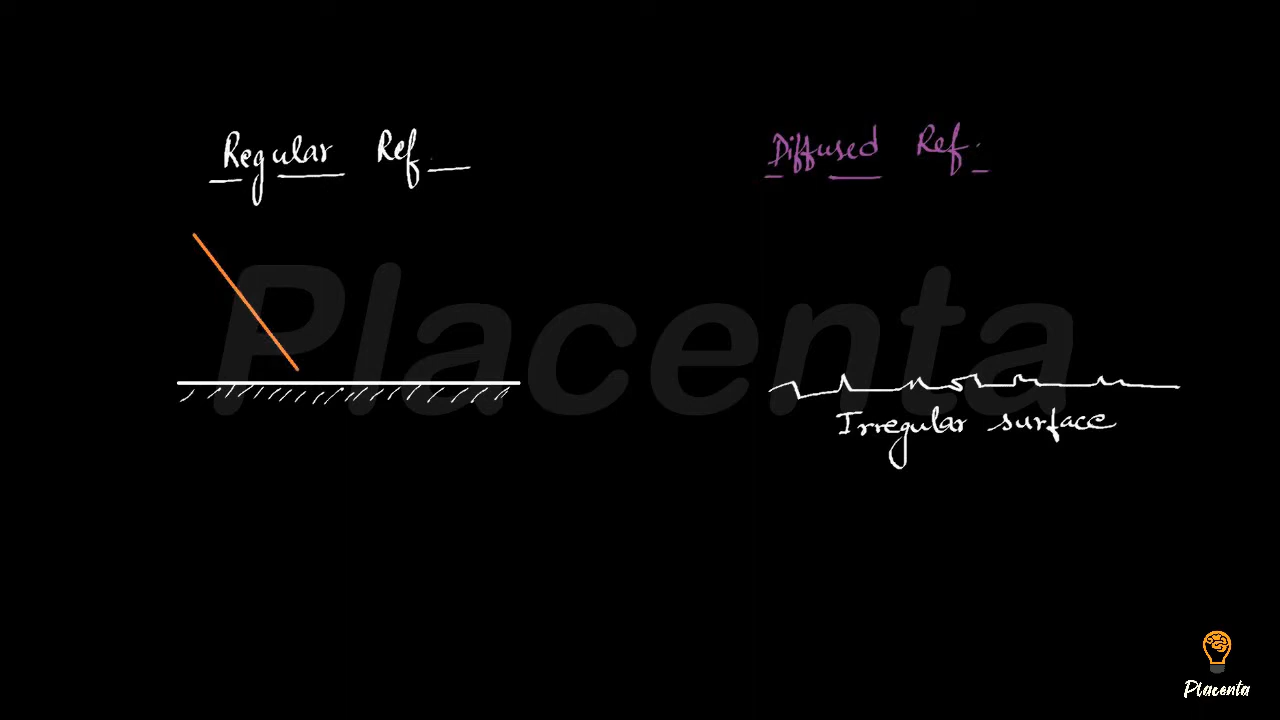 Regular Ref.
Diffused Ref.
Placenta
Irregular surface
Placenta